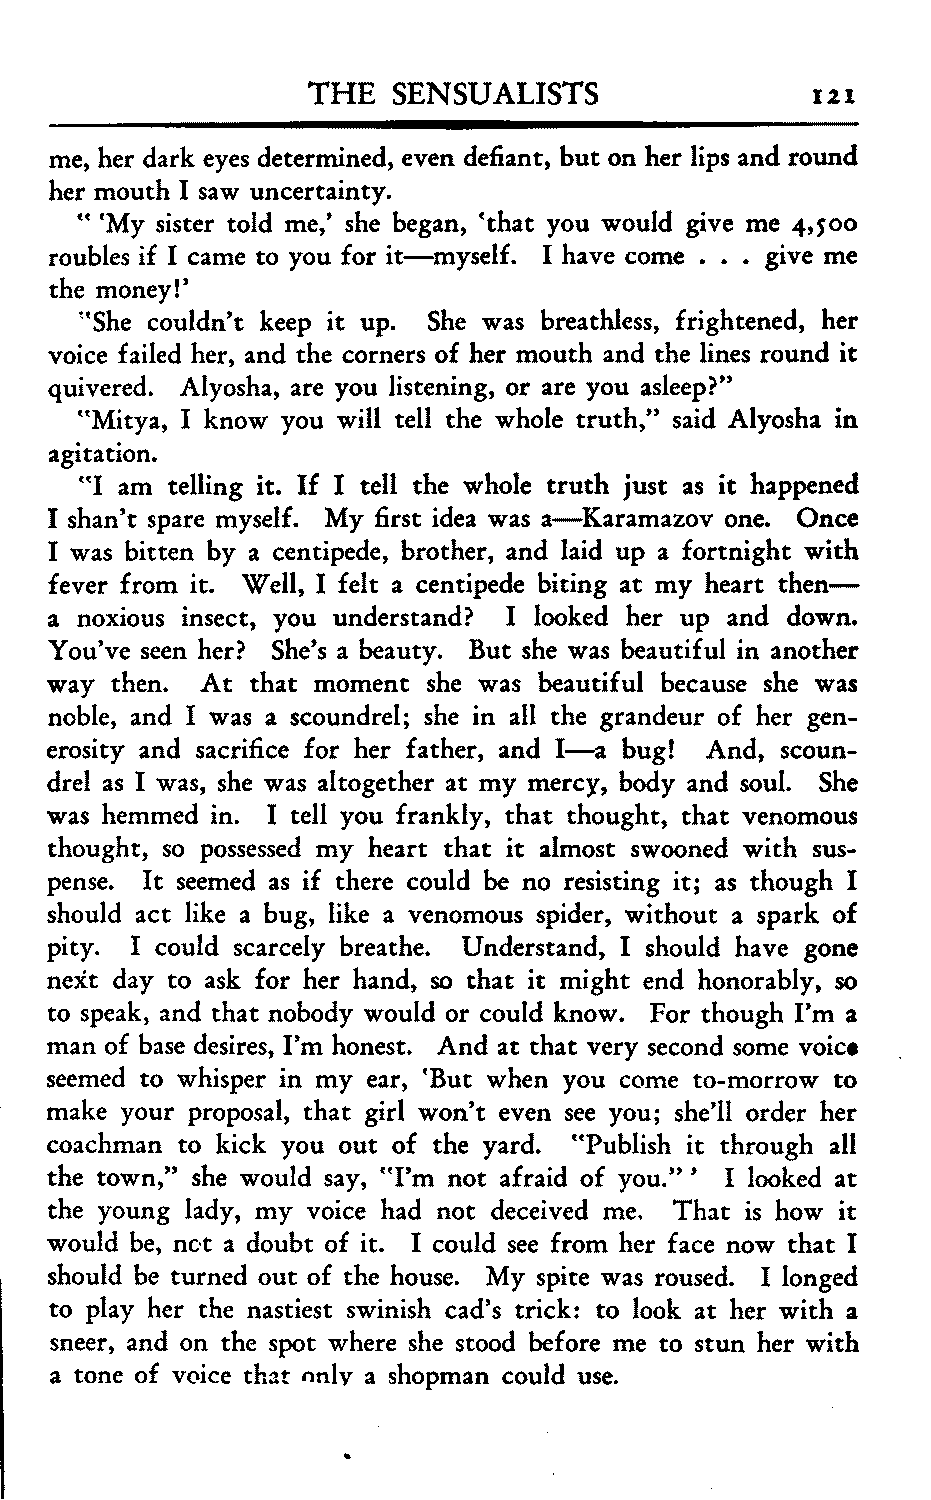 THE SENSUALISTS 121
me, her dark eyes determined, even defiant, but on her lips and round
her mouth I saw uncertainty.
" 'My sister told me,' she began, 'that you would give me 4,500
roubles if I came to you for it—myself. I have come . . . give me
the money!'
"She couldn't keep it up. She was breathless, frightened, her
voice failed her, and the corners of her mouth and the lines round it
quivered. Alyosha, are you listening, or are you asleep?"
"Mitya, I know you will tell the whole truth," said Alyosha in
agitation.
"I am telling it. If I tell the whole truth just as it happened
I shan't spare myself. My first idea was a—Karamazov one. Once
I was bitten by a centipede, brother, and laid up a fortnight with
fever from it. Well, I felt a centipede biting at my heart then—
a noxious insect, you understand? I looked her up and down.
You've seen her? She's a beauty. But she was beautiful in another
way then. At that moment she was beautiful because she was
noble, and I was a scoundrel; she in all the grandeur of her gen-
erosity and sacrifice for her father, and I—a bug! And, scoun-
drel as I was, she was altogether at my mercy, body and soul. She
was hemmed in. I tell you frankly, that thought, that venomous
thought, so possessed my heart that it almost swooned with sus-
pense. It seemed as if there could be no resisting it; as though I
should act like a bug, like a venomous spider, without a spark of
pity. I could scarcely breathe. Understand, I should have gone
next day to ask for her hand, so that it might end honorably, so
to speak, and that nobody would or could know. For though I'm a
man of base desires, I'm honest. And at that very second some voice
seemed to whisper in my ear, 'But when you come to-morrow to
make your proposal, that girl won't even see you; she'll order her
coachman to kick you out of the yard. "Publish it through all
the town," she would say, "I'm not afraid of you." ' I looked at
the young lady, my voice had not deceived me. That is how it
would be, not a doubt of it. I could see from her face now that I
should be turned out of the house. My spite was roused. I longed
to play her the nastiest swinish cad's trick: to look at her with a
sneer, and on the spot where she stood before me to stun her with
a tone of voice that only a shopman could use.